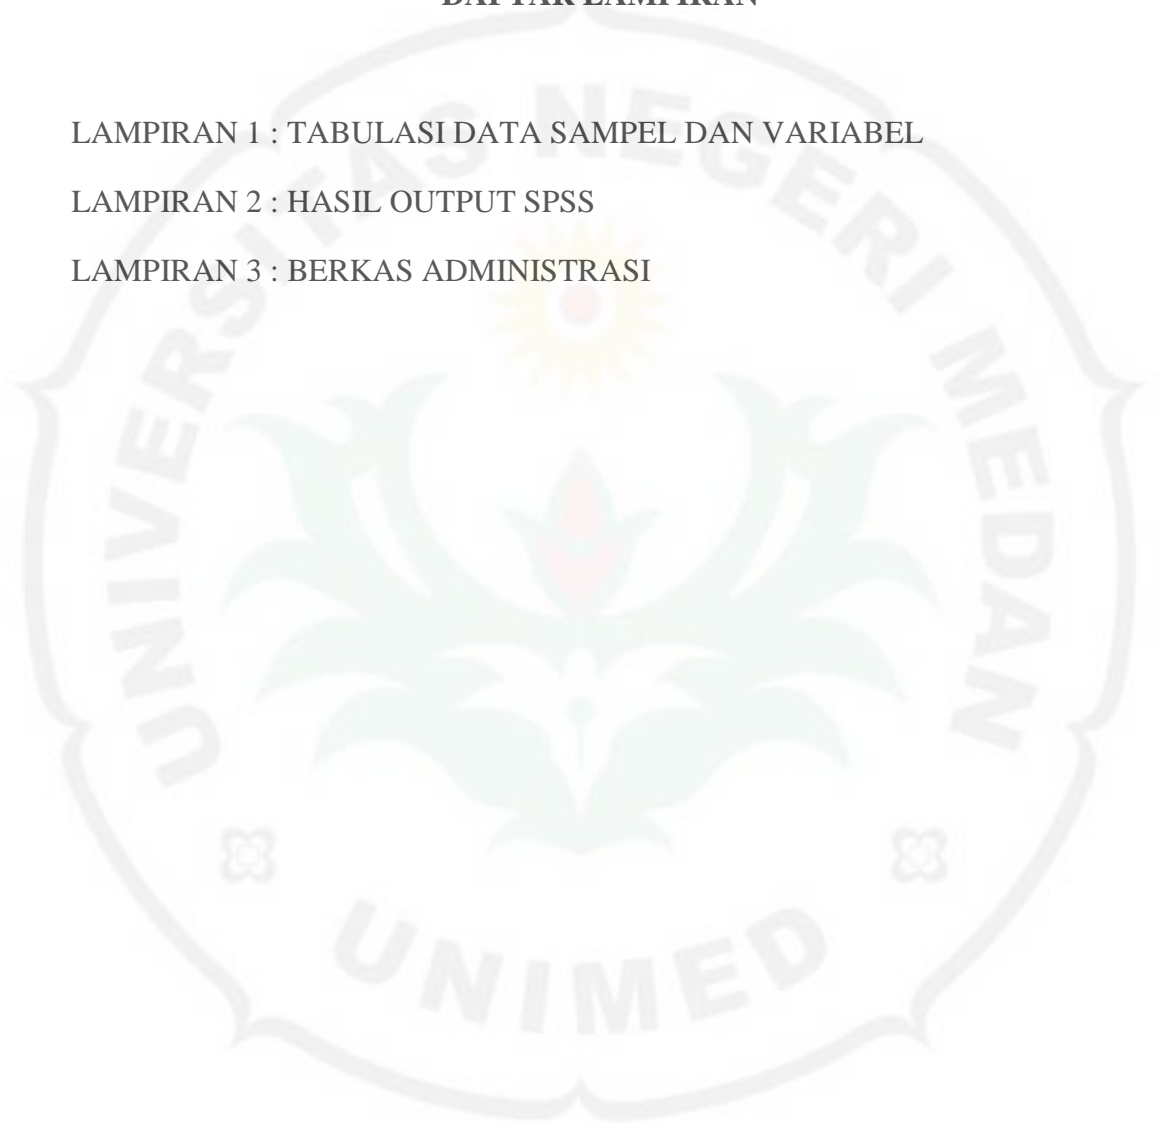 DAFTAR LAMPIRAN
LAMPIRAN 1 : TABULASI DATA SAMPEL DAN VARIABEL
LAMPIRAN 2 : HASIL OUTPUT SPSS
LAMPIRAN 3 : BERKAS ADMINISTRASI
UNIVERSITAS NEGERI MEDAN
UNIMED